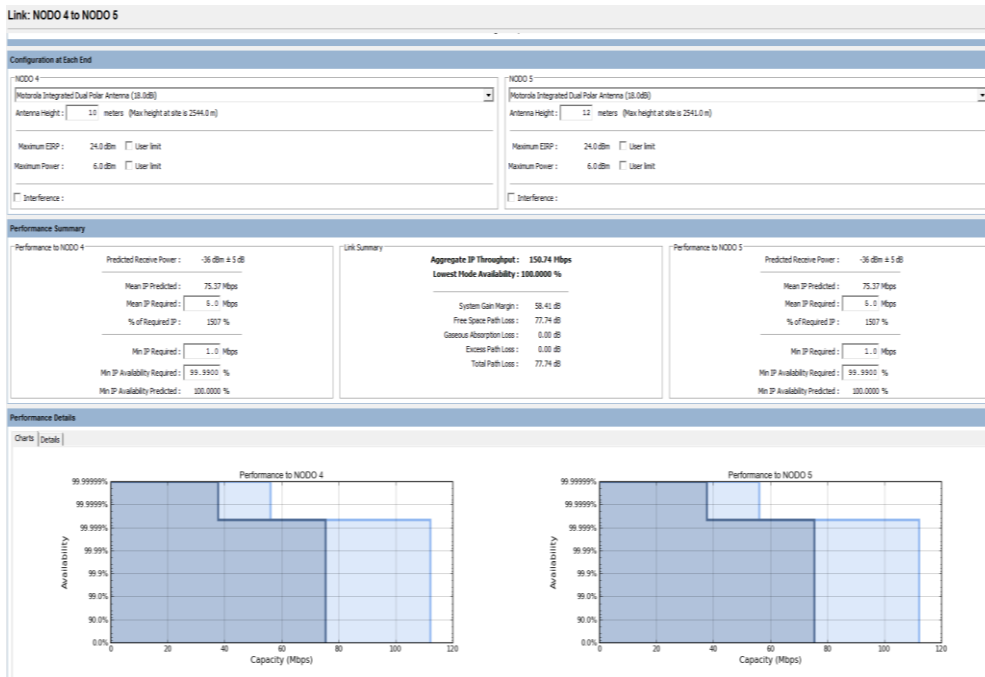 Link: NODO 4 to NODO 5
Configuration at Each End
NODO 4
Motorola Integrated Dual Polar Antenna (18.0dBi)
Antenna Height : 10 meters (Max height at site is 2544.0 m)
Maximum EIRP : 24.0 dBm User limit
Maximum Power : 6.0 dBm User limit
Interference :
NODO 5
Motorola Integrated Dual Polar Antenna (18.0dBi)
Antenna Height : 12 meters (Max height at site is 2541.0 m)
Maximum EIRP : 24.0 dBm User limit
Maximum Power : 6.0 dBm User limit
Interference :
Performance Summary
Performance to NODO 4
Predicted Receive Power : -36 dBm ± 5 dB
Mean IP Predicted : 75.37 Mbps
Mean IP Required : 5.0 Mbps
% of Required IP : 1507 %
Min IP Required : 1.0 Mbps
Min IP Availability Required : 99.9900 %
Min IP Availability Predicted : 100.0000 %
Link Summary
Aggregate IP Throughput : 150.74 Mbps
Lowest Mode Availability : 100.0000 %
System Gain Margin : 58.41 dB
Free Space Path Loss : 77.74 dB
Gaseous Absorption Loss : 0.00 dB
Excess Path Loss : 0.00 dB
Total Path Loss : 77.74 dB
Performance to NODO 5
Predicted Receive Power : -36 dBm ± 5 dB
Mean IP Predicted : 75.37 Mbps
Mean IP Required : 5.0 Mbps
% of Required IP : 1507 %
Min IP Required : 1.0 Mbps
Min IP Availability Required : 99.9900 %
Min IP Availability Predicted : 100.0000 %
Performance Details
Charts Details
Performance to NODO 4
99.99999%
99.9999%
99.999%
99.99%
99.9%
99.0%
90.0%
0.0%
Availability
0 20 40 60 80 100 120
Capacity (Mbps)
Performance to NODO 5
99.99999%
99.9999%
99.999%
99.99%
99.9%
99.0%
90.0%
0.0%
Availability
0 20 40 60 80 100 120
Capacity (Mbps)